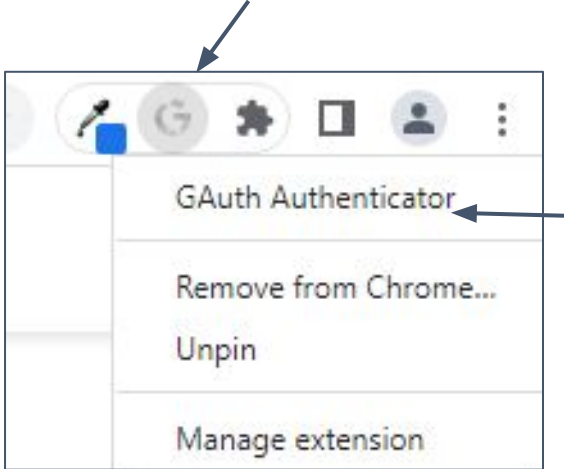 GAuth Authenticator
Remove from Chrome...
Unpin
Manage extension